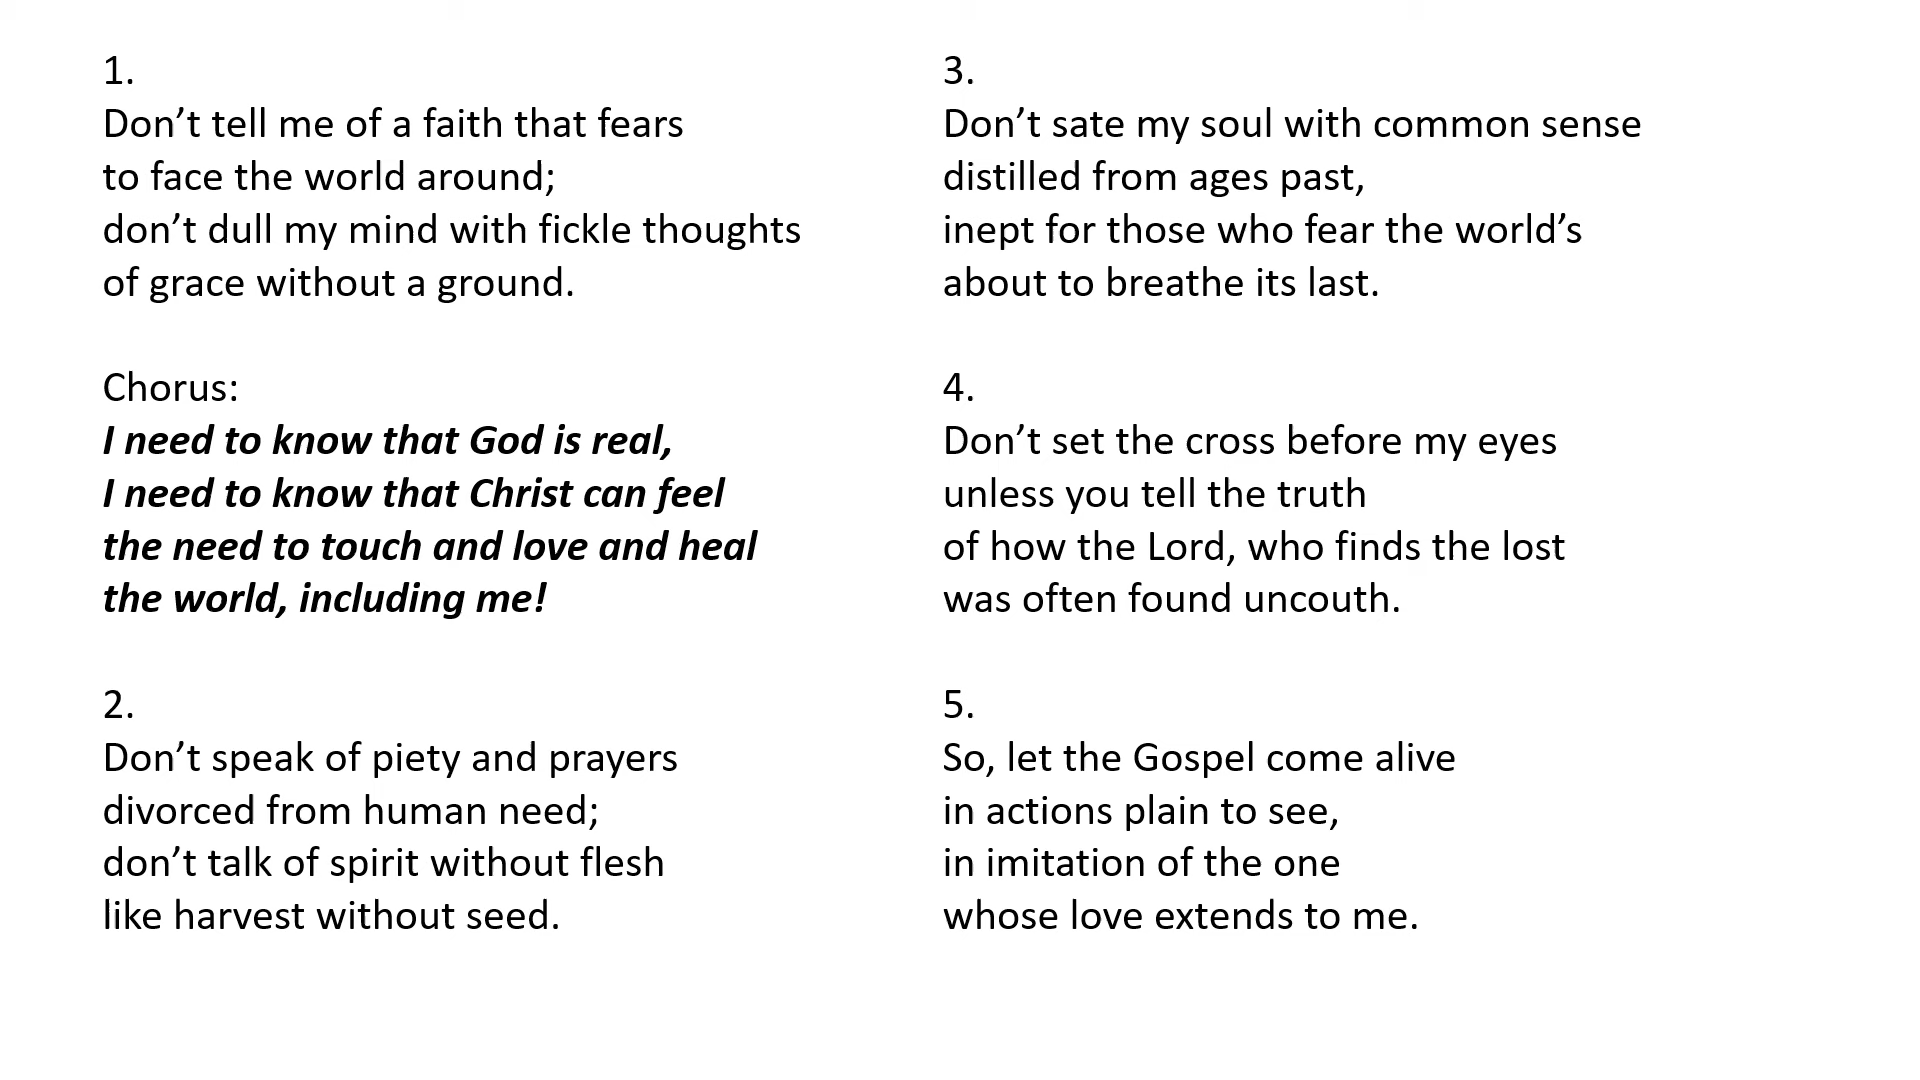 1.
Don’t tell me of a faith that fears
to face the world around;
don’t dull my mind with fickle thoughts
of grace without a ground.
Chorus:
I need to know that God is real,
I need to know that Christ can feel
the need to touch and love and heal
the world, including me!
2.
Don’t speak of piety and prayers
divorced from human need;
don’t talk of spirit without flesh
like harvest without seed.
3.
Don’t sate my soul with common sense
distilled from ages past,
inept for those who fear the world’s
about to breathe its last.
4.
Don’t set the cross before my eyes
unless you tell the truth
of how the Lord, who finds the lost
was often found uncouth.
5.
So, let the Gospel come alive
in actions plain to see,
in imitation of the one
whose love extends to me.